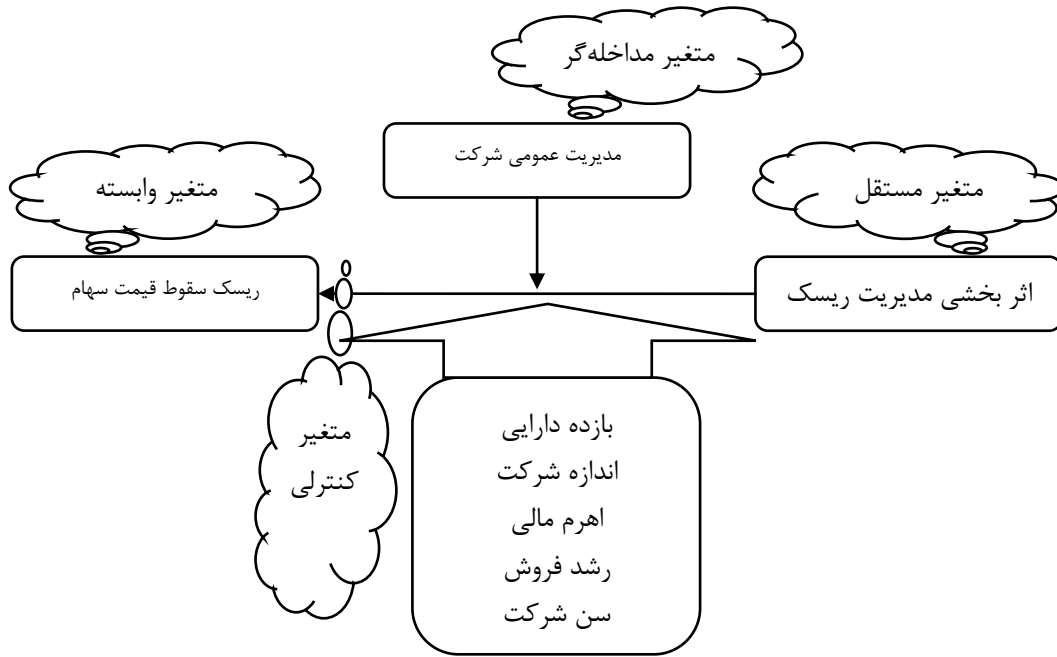 متغیر مداخله‌گر
مدیریت عمومی شرکت
متغیر مستقل
متغیر وابسته
اثر بخشی مدیریت ریسک
ریسک سقوط قیمت سهام
متغیر
کنترلی
بازده دارایی
اندازه شرکت
اهرم مالی
رشد فروش
سن شرکت